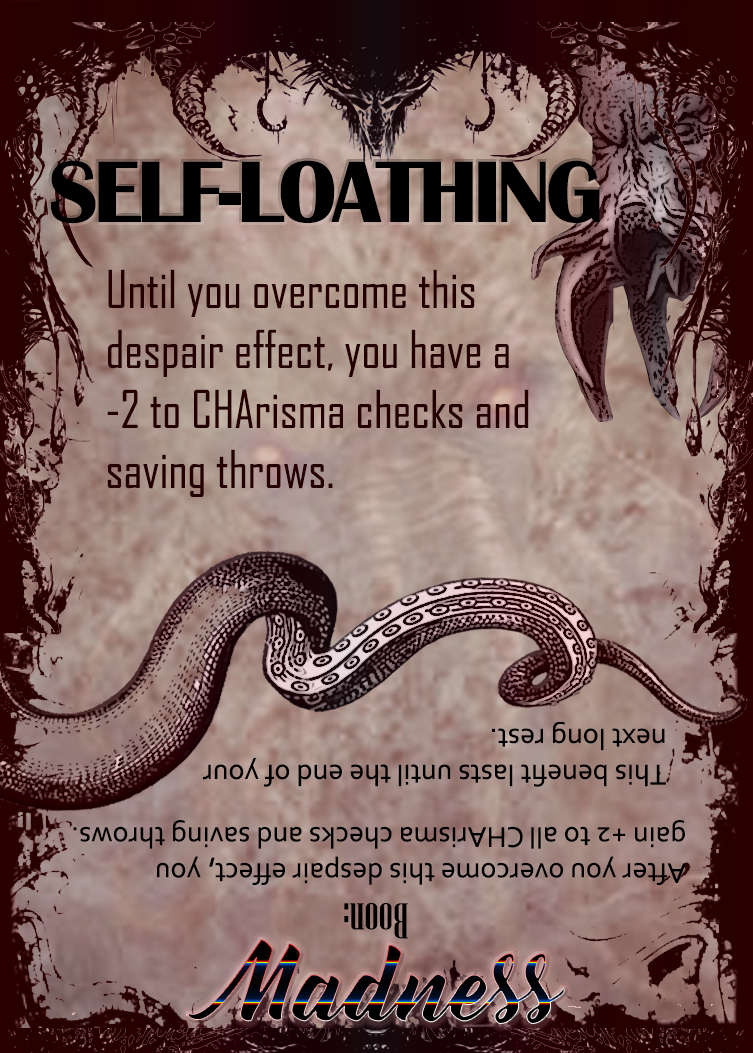 SELF-LOATHING
Until you overcome this
despair effect, you have a
-2 to CHArisma checks and
saving throws.
Boon:
After you overcome this despair effect, you
gain +2 to all CHArisma checks and saving throws.
This benefit lasts until the end of your
next long rest.
Madness